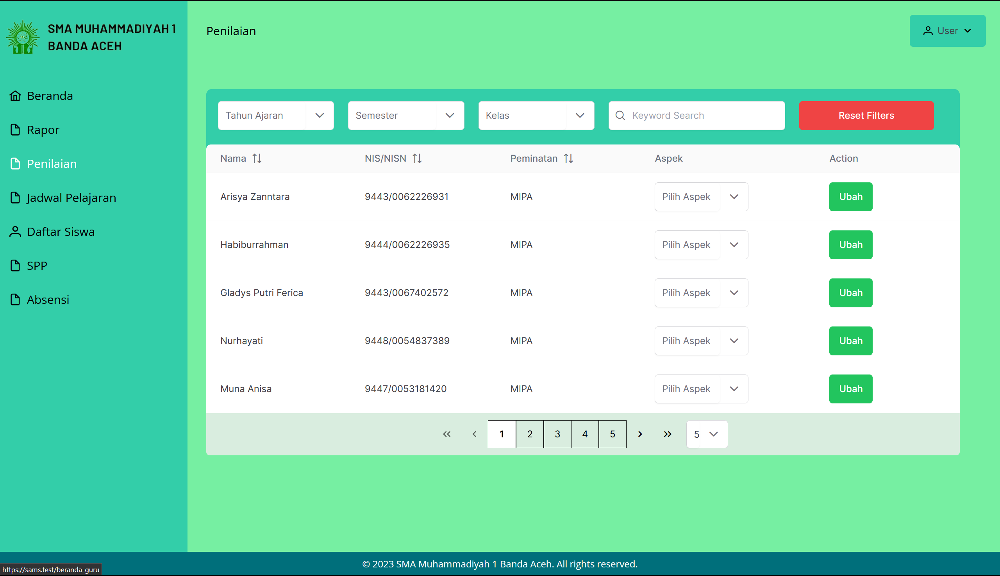 SMA MUHAMMADIYAH 1
BANDA ACEH
Penilaian
User
Beranda
Rapor
Penilaian
Jadwal Pelajaran
Daftar Siswa
SPP
Absensi
Tahun Ajaran Semester Kelas Keyword Search Reset Filters
Nama NIS/NISN Peminatan Aspek Action
Arisya Zanntara 9443/0062226931 MIPA Pilih Aspek Ubah
Habiburrahman 9444/0062226935 MIPA Pilih Aspek Ubah
Gladys Putri Ferica 9443/0067402572 MIPA Pilih Aspek Ubah
Nurhayati 9448/0054837389 MIPA Pilih Aspek Ubah
Muna Anisa 9447/0053181420 MIPA Pilih Aspek Ubah
« ‹ 1 2 3 4 5 › » 5
© 2023 SMA Muhammadiyah 1 Banda Aceh. All rights reserved.
https://sams.test/beranda-guru